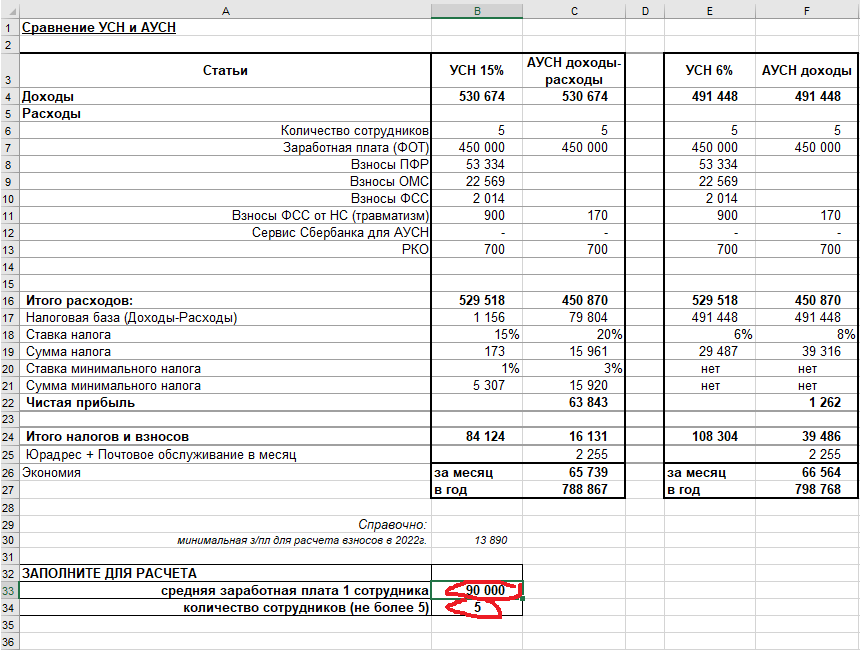 A B C D E F
1 Сравнение УСН и АУСН
2
3 Статьи УСН 15% АУСН доходы-расходы УСН 6% АУСН доходы
4 Доходы 530 674 530 674 491 448 491 448
5 Расходы
6 Количество сотрудников 5 5 5 5
7 Заработная плата (ФОТ) 450 000 450 000 450 000 450 000
8 Взносы ПФР 53 334 53 334
9 Взносы ОМС 22 569 22 569
10 Взносы ФСС 2 014 2 014
11 Взносы ФСС от НС (травматизм) 900 170 900 170
12 Сервис Сбербанка для АУСН - - - -
13 РКО 700 700 700 700
14
15
16 Итого расходов: 529 518 450 870 529 518 450 870
17 Налоговая база (Доходы-Расходы) 1 156 79 804 491 448 491 448
18 Ставка налога 15% 20% 6% 8%
19 Сумма налога 173 15 961 29 487 39 316
20 Ставка минимального налога 1% 3% нет нет
21 Сумма минимального налога 5 307 15 920 нет нет
22 Чистая прибыль 63 843 1 262
23
24 Итого налогов и взносов 84 124 16 131 108 304 39 486
25 Юрадрес + Почтовое обслуживание в месяц 2 255 2 255
26 Экономия за месяц 65 739 за месяц 66 564
27 в год 788 867 в год 798 768
28
29 Справочно:
30 минимальная з/пл для расчета взносов в 2022г. 13 890
31
32 ЗАПОЛНИТЕ ДЛЯ РАСЧЕТА
33 средняя заработная плата 1 сотрудника 90 000
34 количество сотрудников (не более 5) 5
35
36